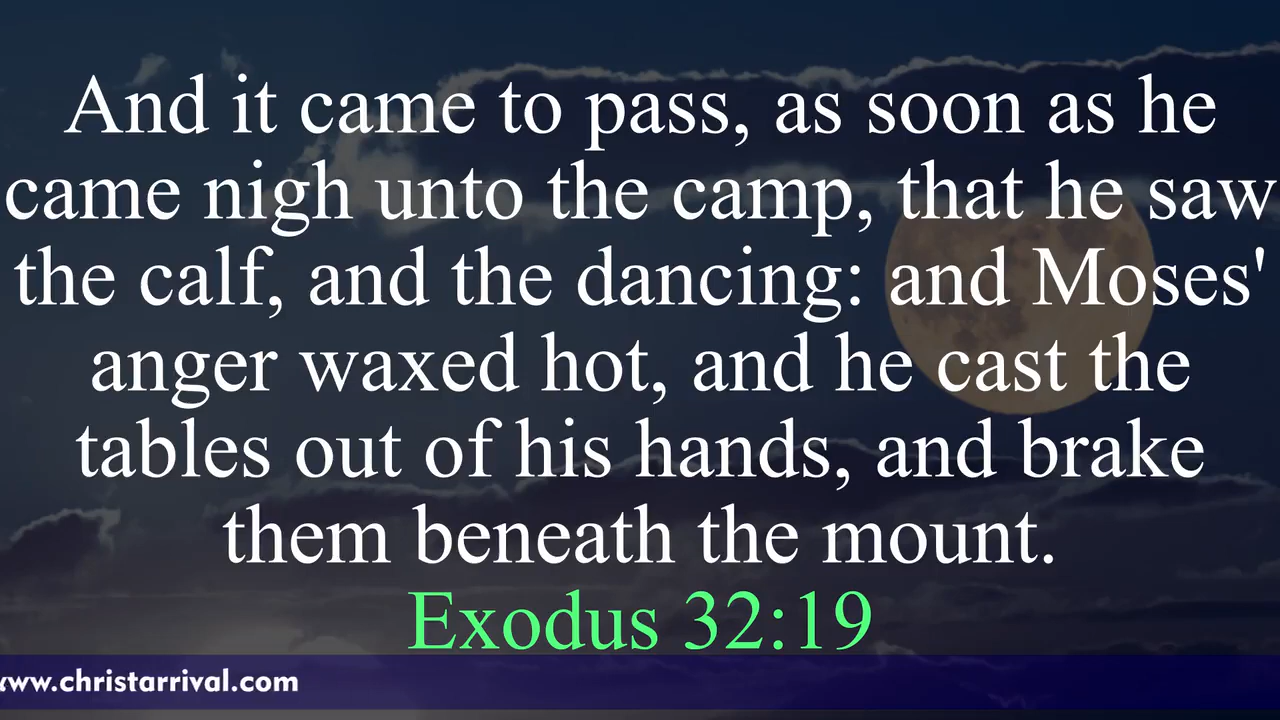 And it came to pass, as soon as he
came nigh unto the camp, that he saw
the calf, and the dancing: and Moses'
anger waxed hot, and he cast the
tables out of his hands, and brake
them beneath the mount.
Exodus 32:19
www.christarrival.com